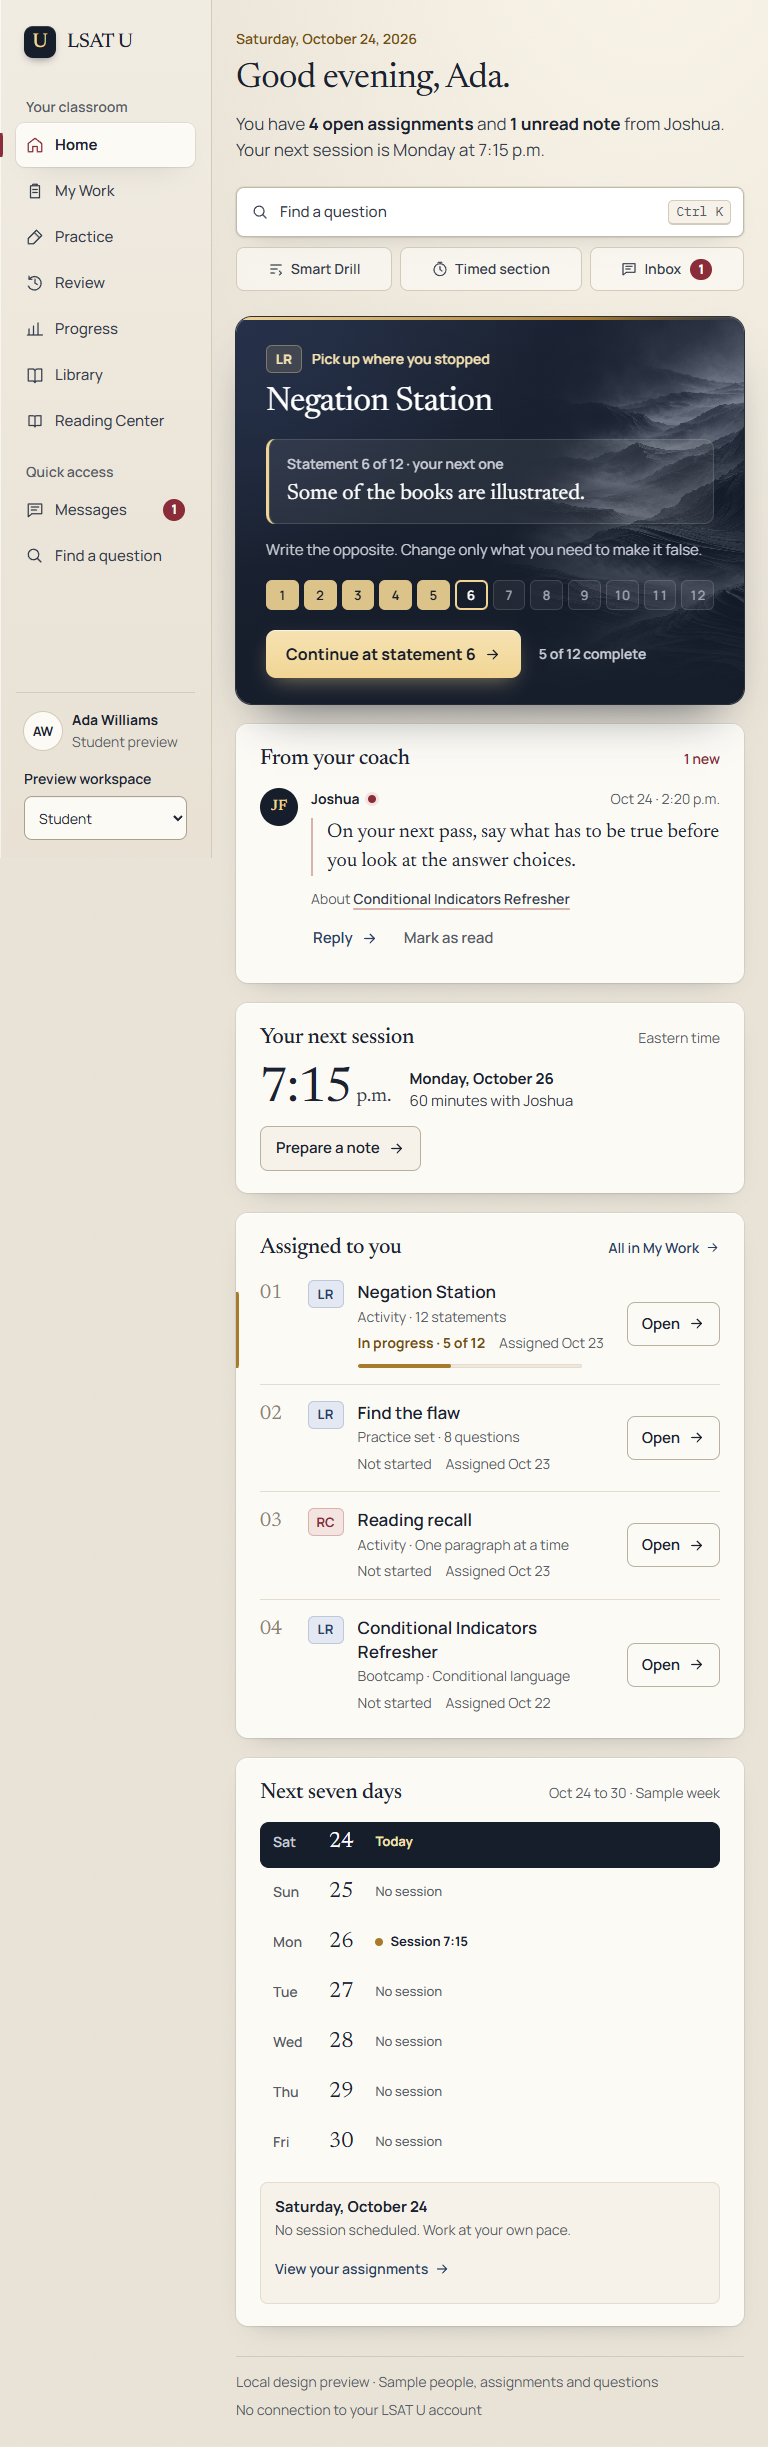 U LSAT U
Your classroom
Home
My Work
Practice
Review
Progress
Library
Reading Center
Quick access
Messages 1
Find a question
AW Ada Williams
Student preview
Preview workspace
Student
Saturday, October 24, 2026
Good evening, Ada.
You have 4 open assignments and 1 unread note from Joshua.
Your next session is Monday at 7:15 p.m.
Find a question Ctrl K
Smart Drill Timed section Inbox 1
LR Pick up where you stopped
Negation Station
Statement 6 of 12 · your next one
Some of the books are illustrated.
Write the opposite. Change only what you need to make it false.
1 2 3 4 5 6 7 8 9 10 11 12
Continue at statement 6 → 5 of 12 complete
From your coach 1 new
JF Joshua Oct 24 · 2:20 p.m.
On your next pass, say what has to be true before
you look at the answer choices.
About Conditional Indicators Refresher
Reply → Mark as read
Your next session Eastern time
7:15 p.m. Monday, October 26
60 minutes with Joshua
Prepare a note →
Assigned to you All in My Work →
01 LR Negation Station
Activity · 12 statements
In progress · 5 of 12 Assigned Oct 23
Open →
02 LR Find the flaw
Practice set · 8 questions
Not started Assigned Oct 23
Open →
03 RC Reading recall
Activity · One paragraph at a time
Not started Assigned Oct 23
Open →
04 LR Conditional Indicators
Refresher
Bootcamp · Conditional language
Not started Assigned Oct 22
Open →
Next seven days Oct 24 to 30 · Sample week
Sat 24 Today
Sun 25 No session
Mon 26 Session 7:15
Tue 27 No session
Wed 28 No session
Thu 29 No session
Fri 30 No session
Saturday, October 24
No session scheduled. Work at your own pace.
View your assignments →
Local design preview · Sample people, assignments and questions
No connection to your LSAT U account